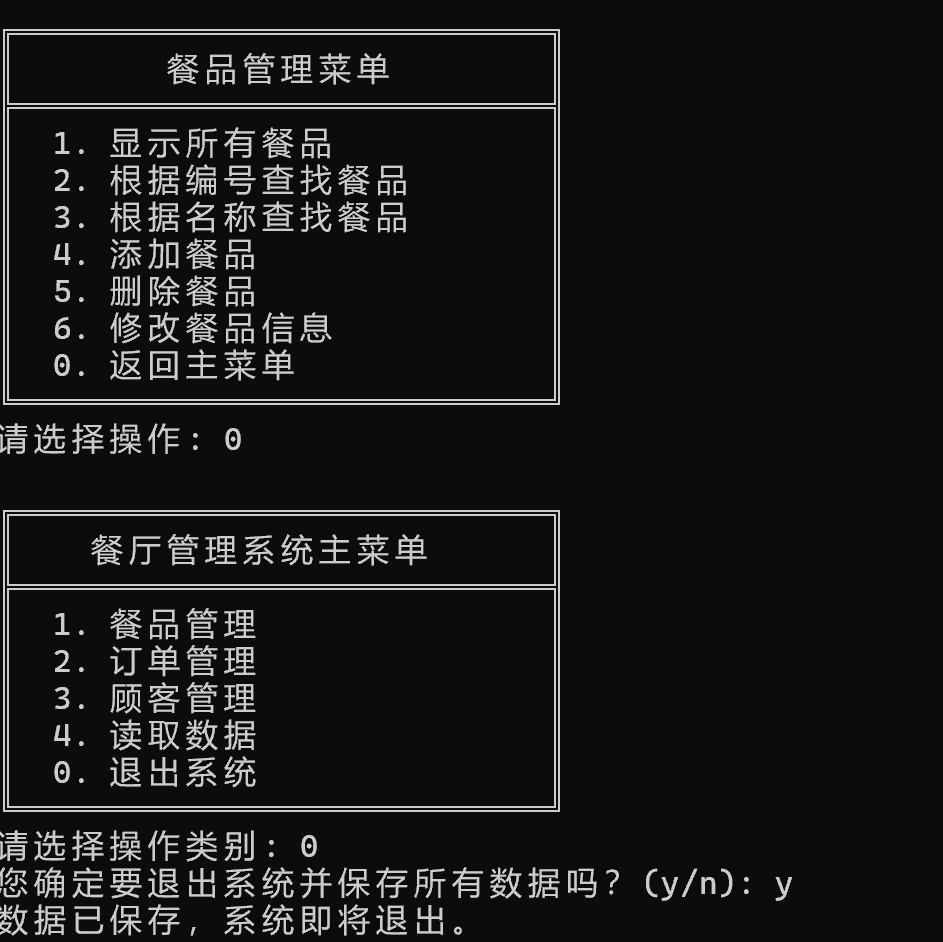 餐品管理菜单
1. 显示所有餐品
2. 根据编号查找餐品
3. 根据名称查找餐品
4. 添加餐品
5. 删除餐品
6. 修改餐品信息
0. 返回主菜单
请选择操作: 0
餐厅管理系统主菜单
1. 餐品管理
2. 订单管理
3. 顾客管理
4. 读取数据
0. 退出系统
请选择操作类别: 0
您确定要退出系统并保存所有数据吗? (y/n): y
数据已保存, 系统即将退出。